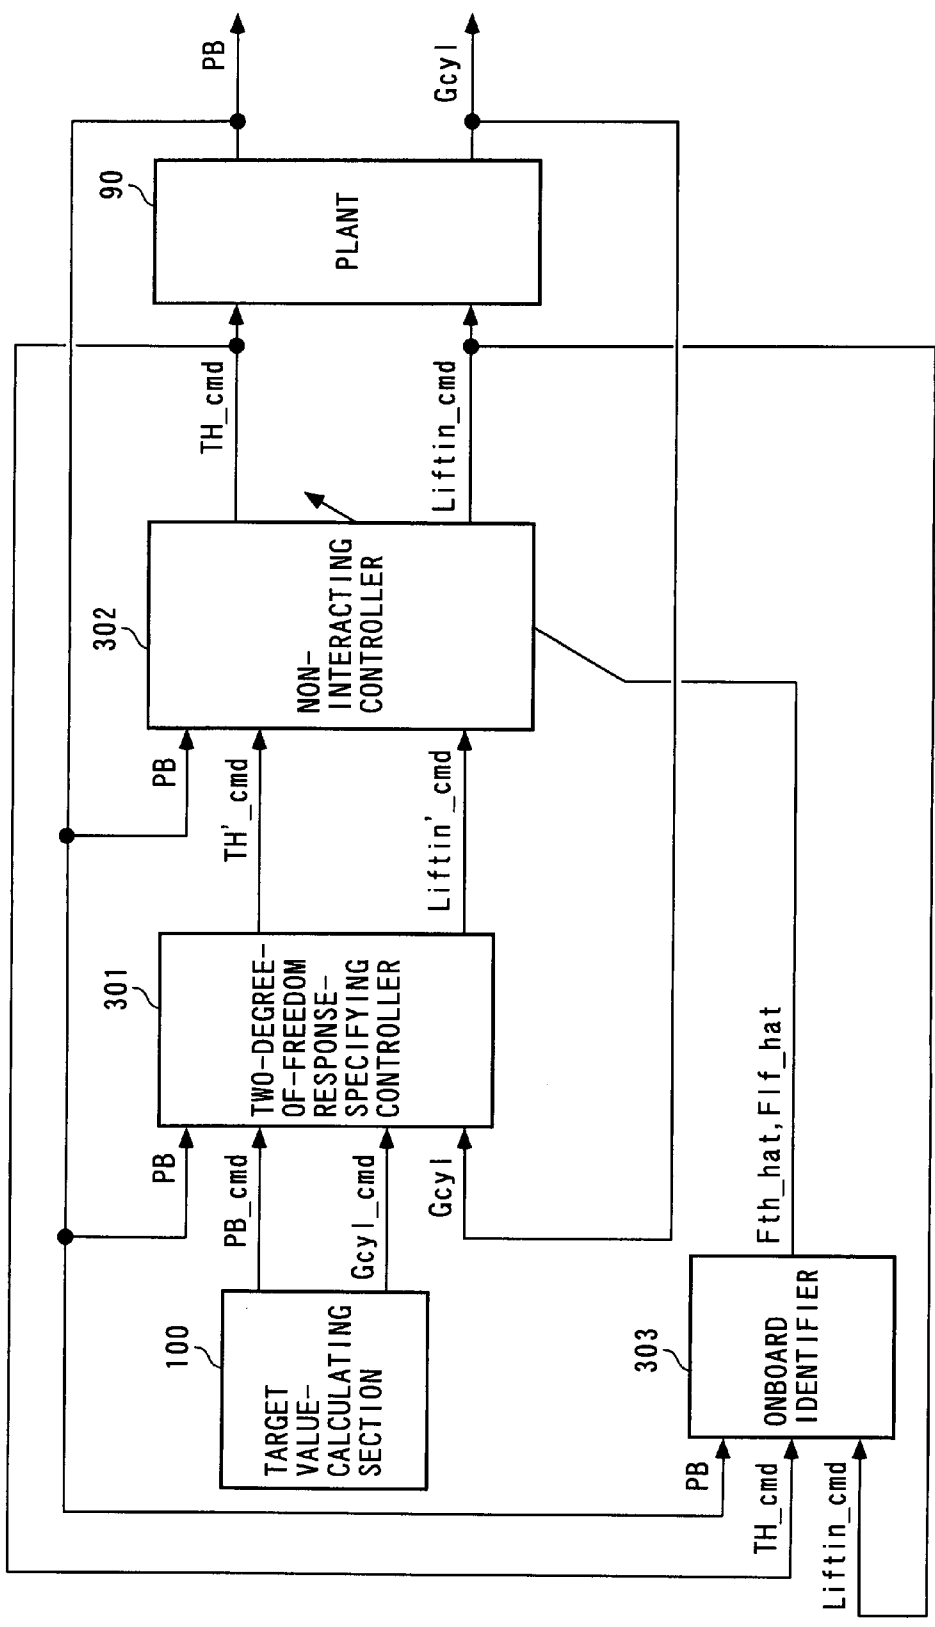 100
TARGET
VALUE-
CALCULATING
SECTION
PB
PB_cmd
Gcyl_cmd
Gcyl
301
TWO-DEGREE-
OF-FREEDOM
RESPONSE-
SPECIFYING
CONTROLLER
PB
TH'_cmd
Liftin'_cmd
302
NON-
INTERACTING
CONTROLLER
TH_cmd
Liftin_cmd
90
PLANT
PB
Gcyl
PB
TH_cmd
Liftin_cmd
303
ONBOARD
IDENTIFIER
Fth_hat,Flf_hat